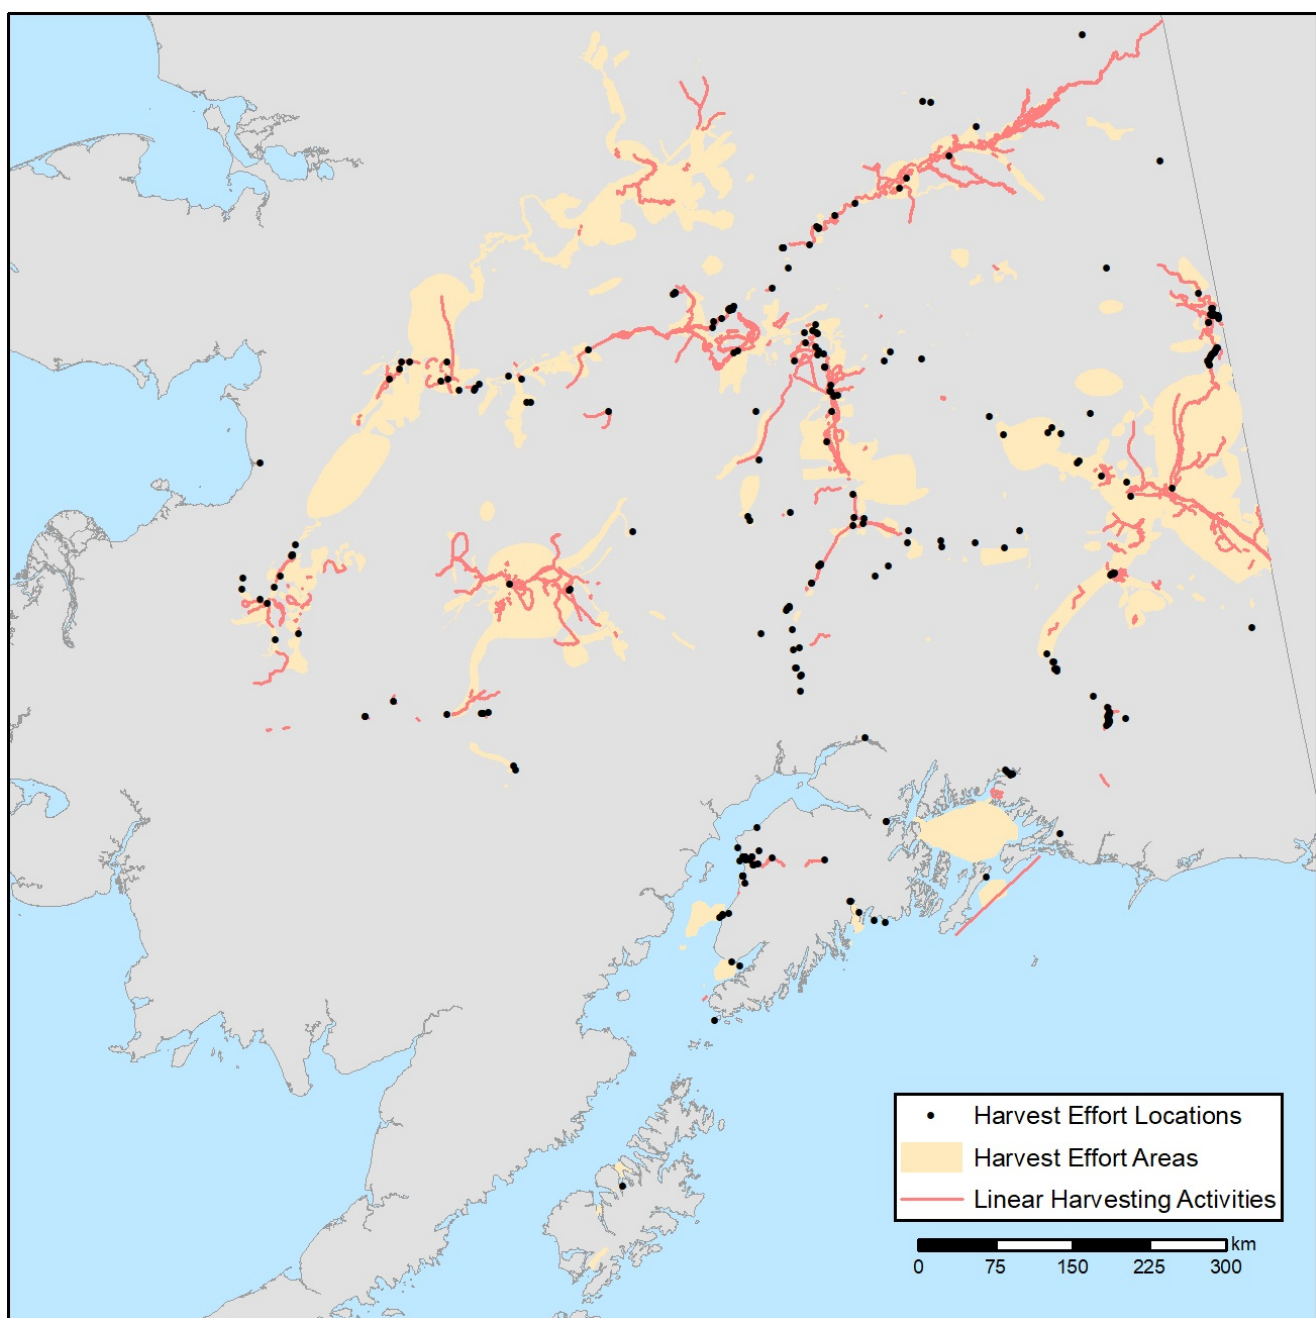 Harvest Effort Locations
Harvest Effort Areas
Linear Harvesting Activities
km
0 75 150 225 300